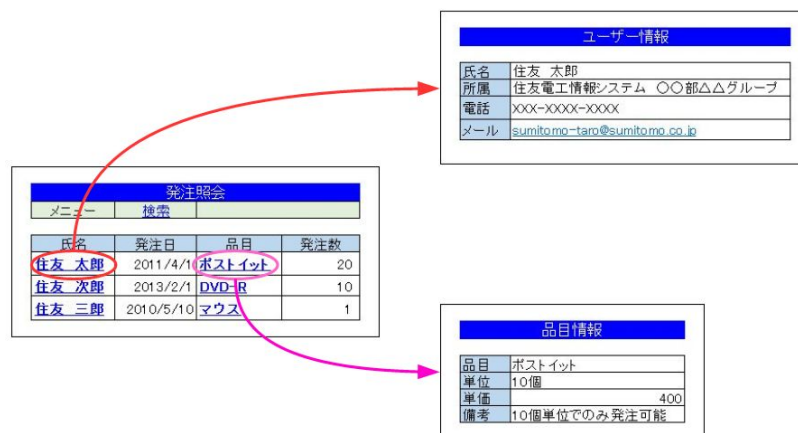 ユーザー情報
氏名 住友 太郎
所属 住友電工情報システム 〇〇部△△グループ
電話 XXX-XXXX-XXXX
メール sumitomo-taro@sumitomo.co.jp
発注照会
メニュー 検索
氏名 発注日 品目 発注数
住友 太郎 2011/4/1 ポストイット 20
住友 次郎 2013/2/1 DVD-R 10
住友 三郎 2010/5/10 マウス 1
品目情報
品目 ポストイット
単位 10個
単価 400
備考 10個単位でのみ発注可能